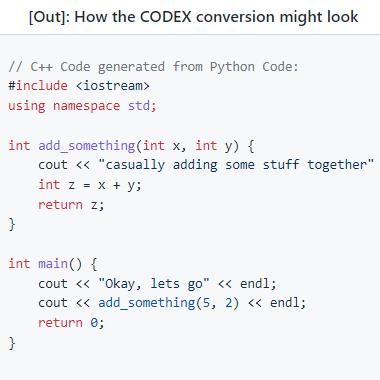 [Out]: How the CODEX conversion might look
// C++ Code generated from Python Code:
#include <iostream>
using namespace std;
int add_something(int x, int y) {
cout << "casually adding some stuff together"
int z = x + y;
return z;
}
int main() {
cout << "Okay, lets go" << endl;
cout << add_something(5, 2) << endl;
return 0;
}